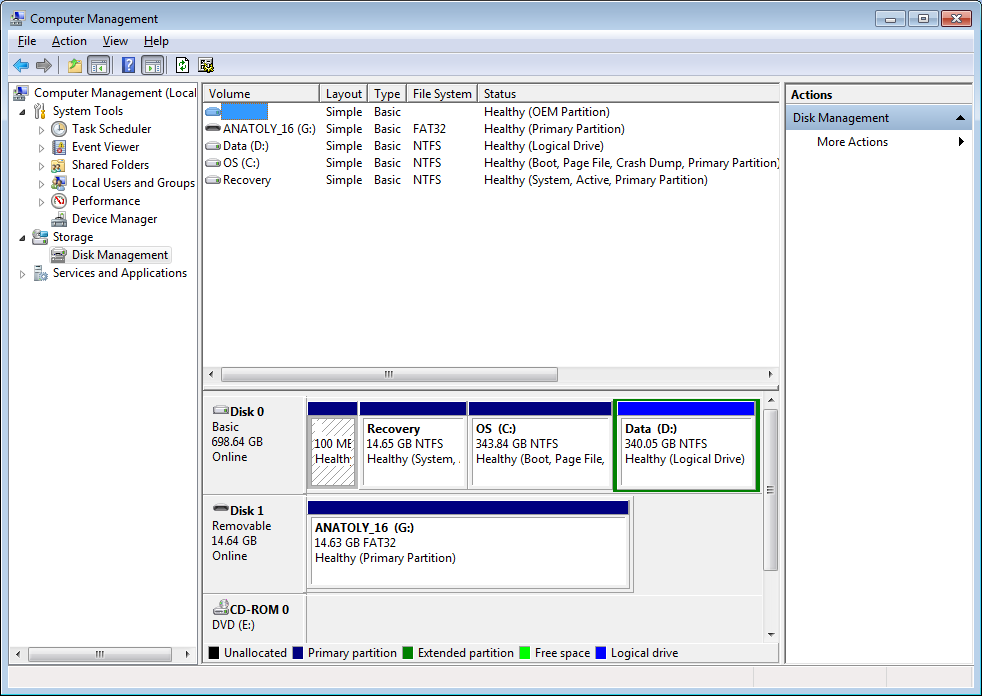 Computer Management
File Action View Help
Computer Management (Local
System Tools
Task Scheduler
Event Viewer
Shared Folders
Local Users and Groups
Performance
Device Manager
Storage
Disk Management
Services and Applications
Volume Layout Type File System Status
Simple Basic Healthy (OEM Partition)
ANATOLY_16 (G:) Simple Basic FAT32 Healthy (Primary Partition)
Data (D:) Simple Basic NTFS Healthy (Logical Drive)
OS (C:) Simple Basic NTFS Healthy (Boot, Page File, Crash Dump, Primary Partition)
Recovery Simple Basic NTFS Healthy (System, Active, Primary Partition)
Disk 0
Basic
698.64 GB
Online
100 MB
Healthy
Recovery
14.65 GB NTFS
Healthy (System, .
OS (C:)
343.84 GB NTFS
Healthy (Boot, Page File,
Data (D:)
340.05 GB NTFS
Healthy (Logical Drive)
Disk 1
Removable
14.64 GB
Online
ANATOLY_16 (G:)
14.63 GB FAT32
Healthy (Primary Partition)
CD-ROM 0
DVD (E:)
Unallocated Primary partition Extended partition Free space Logical drive
Actions
Disk Management
More Actions